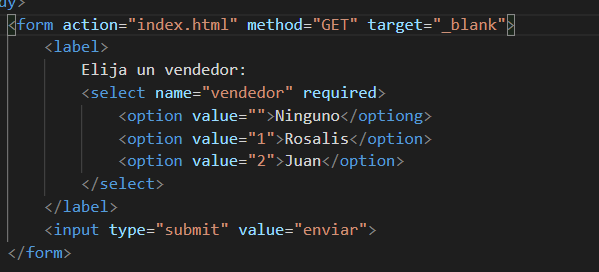 dy>
<form action="index.html" method="GET" target="_blank">
<label>
Elija un vendedor:
<select name="vendedor" required>
<option value="">Ninguno</optiong>
<option value="1">Rosalis</option>
<option value="2">Juan</option>
</select>
</label>
<input type="submit" value="enviar">
</form>